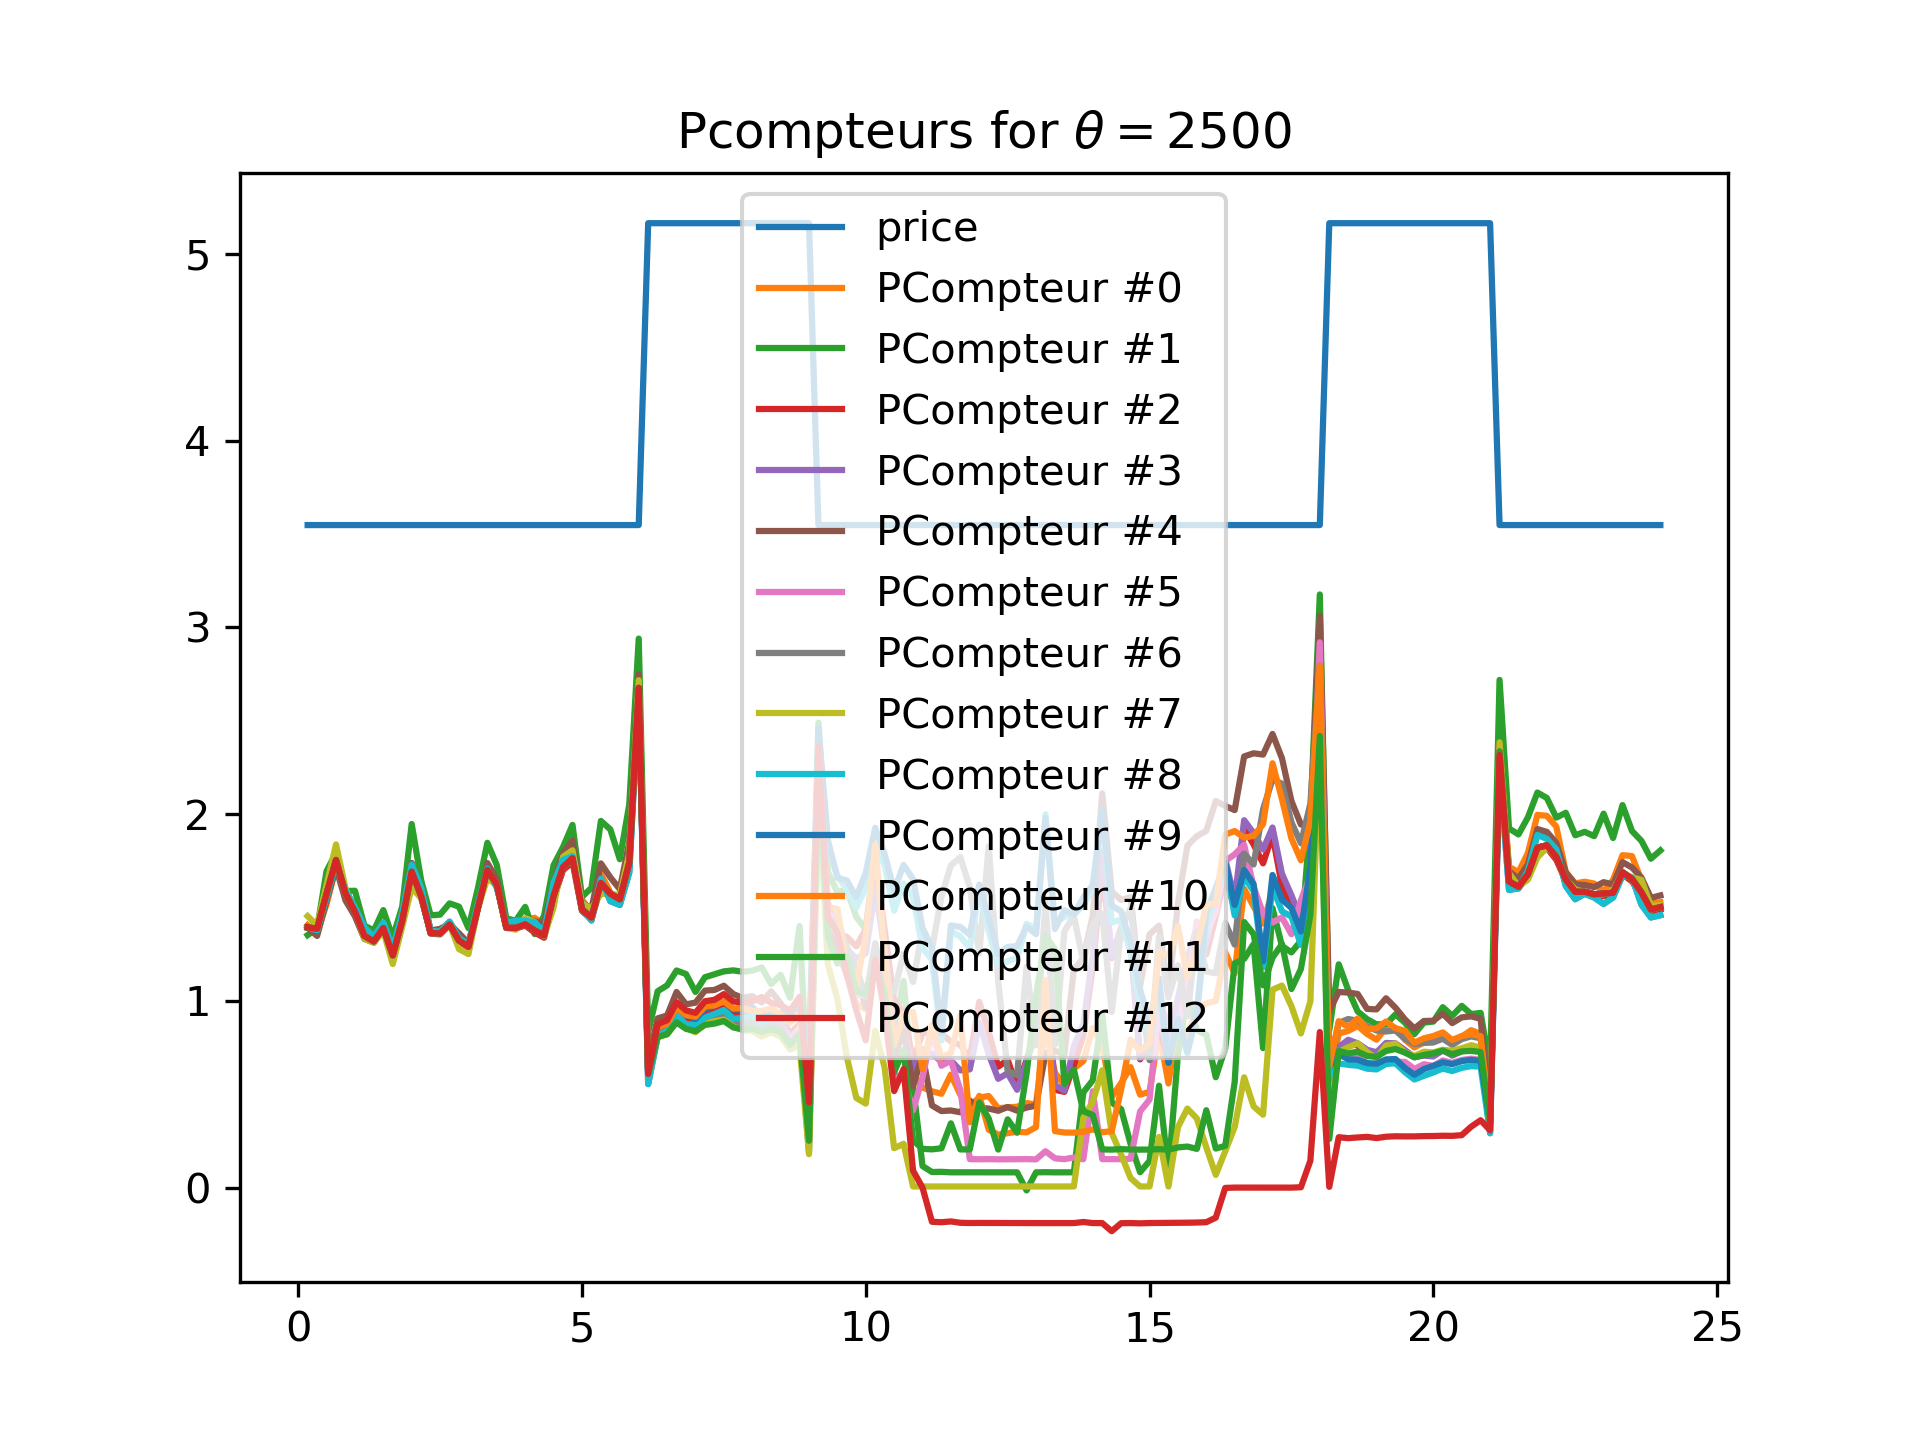 Pcompteurs for θ = 2500
price
PCompteur #0
PCompteur #1
PCompteur #2
PCompteur #3
PCompteur #4
PCompteur #5
PCompteur #6
PCompteur #7
PCompteur #8
PCompteur #9
PCompteur #10
PCompteur #11
PCompteur #12
5
4
3
2
1
0
0 5 10 15 20 25